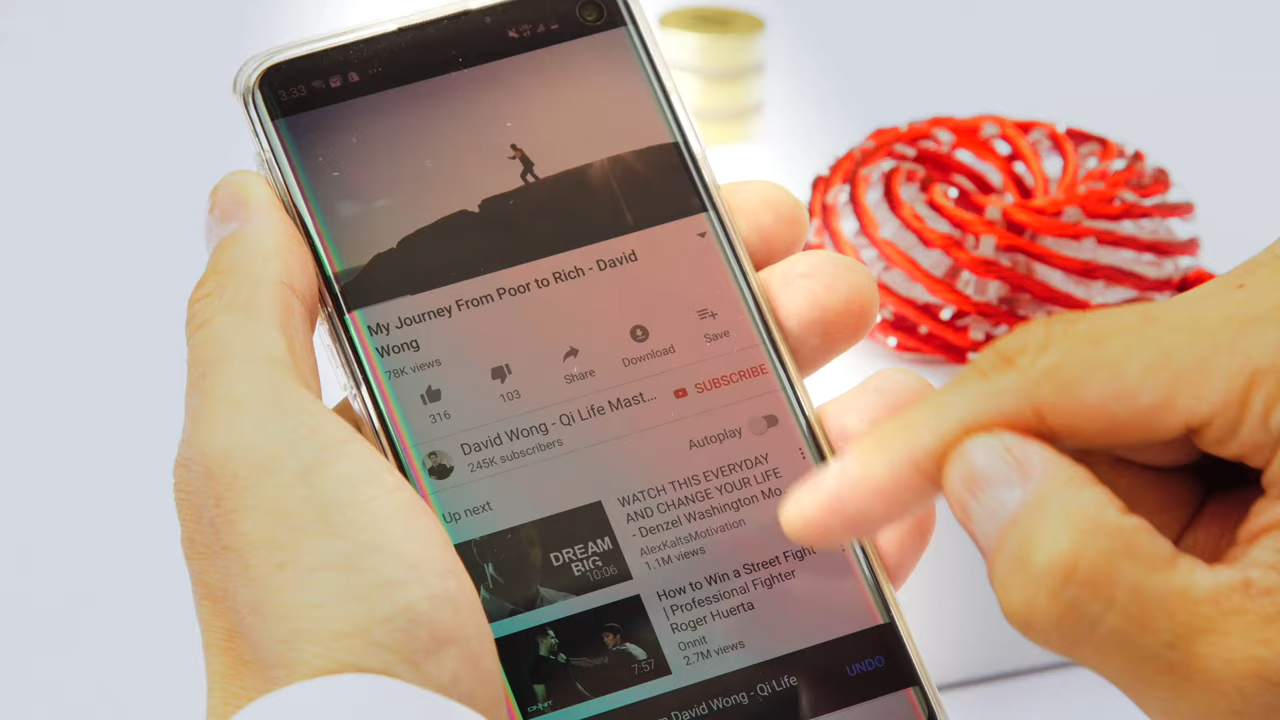 3:33
My Journey From Poor to Rich - David
Wong
78K views
316
103
Share
Download
Save
David Wong - Qi Life Mast...
245K subscribers
SUBSCRIBE
Autoplay
Up next
DREAM
BIG
10:06
WATCH THIS EVERYDAY
AND CHANGE YOUR LIFE
- Denzel Washington Mo...
AlexKaltsMotivation
1.1M views
ONNIT
7:57
How to Win a Street Fight
| Professional Fighter
Roger Huerta
Onnit
2.7M views
David Wong - Qi Life
UNDO